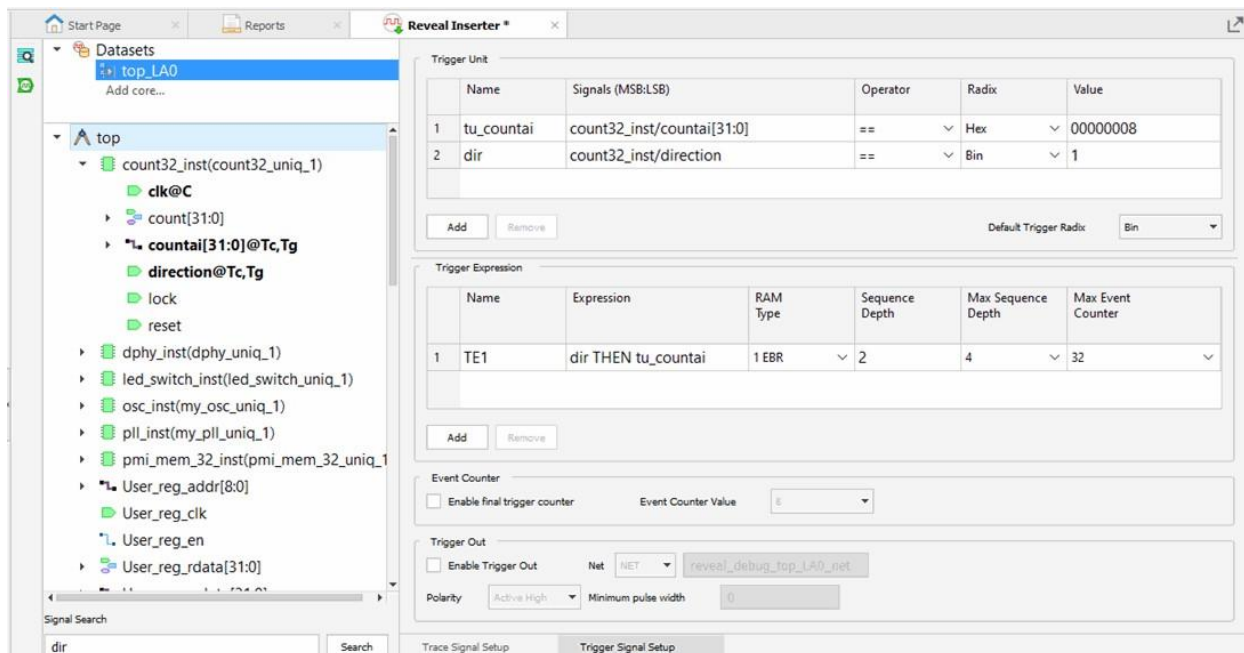 Start Page
Reports
Reveal Inserter *
Datasets
top_LA0
Add core...
top
count32_inst(count32_uniq_1)
clk@C
count[31:0]
countai[31:0]@Tc,Tg
direction@Tc,Tg
lock
reset
dphy_inst(dphy_uniq_1)
led_switch_inst(led_switch_uniq_1)
osc_inst(my_osc_uniq_1)
pll_inst(my_pll_uniq_1)
pmi_mem_32_inst(pmi_mem_32_uniq_1
User_reg_addr[8:0]
User_reg_clk
User_reg_en
User_reg_rdata[31:0]
Signal Search
dir Search
Trigger Unit
Name Signals (MSB:LSB) Operator Radix Value
1 tu_countai count32_inst/countai[31:0] == Hex 00000008
2 dir count32_inst/direction == Bin 1
Add Remove Default Trigger Radix Bin
Trigger Expression
Name Expression RAM Type Sequence Depth Max Sequence Depth Max Event Counter
1 TE1 dir THEN tu_countai 1 EBR 2 4 32
Add Remove
Event Counter
Enable final trigger counter Event Counter Value
Trigger Out
Enable Trigger Out Net NET reveal_debug_top_LA0_net
Polarity Active High Minimum pulse width 0
Trace Signal Setup Trigger Signal Setup